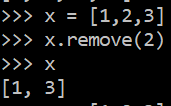 >>> x = [1,2,3]
>>> x.remove(2)
>>> x
[1, 3]